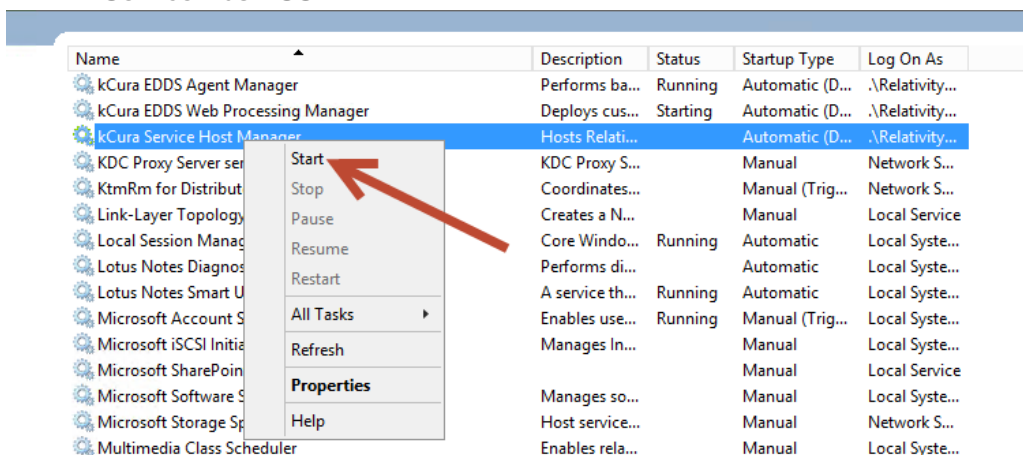 Name Description Status Startup Type Log On As
kCura EDDS Agent Manager Performs ba... Running Automatic (D... .\Relativity...
kCura EDDS Web Processing Manager Deploys cus... Starting Automatic (D... .\Relativity...
kCura Service Host Manager Hosts Relati... Automatic (D... .\Relativity...
KDC Proxy Server ser KDC Proxy S... Manual Network S...
KtmRm for Distribut Coordinates... Manual (Trig... Network S...
Link-Layer Topology Creates a N... Manual Local Service
Local Session Manag Core Windo... Running Automatic Local Syste...
Lotus Notes Diagnos Performs di... Automatic Local Syste...
Lotus Notes Smart U A service th... Running Automatic Local Syste...
Microsoft Account S Enables use... Running Manual (Trig... Local Syste...
Microsoft iSCSI Initia Manages In... Manual Local Syste...
Microsoft SharePoin Manual Local Service
Microsoft Software S Manages so... Manual Local Syste...
Microsoft Storage Sp Host service... Manual Network S...
Multimedia Class Scheduler Enables rela... Manual Local Syste...
Start
Stop
Pause
Resume
Restart
All Tasks
Refresh
Properties
Help